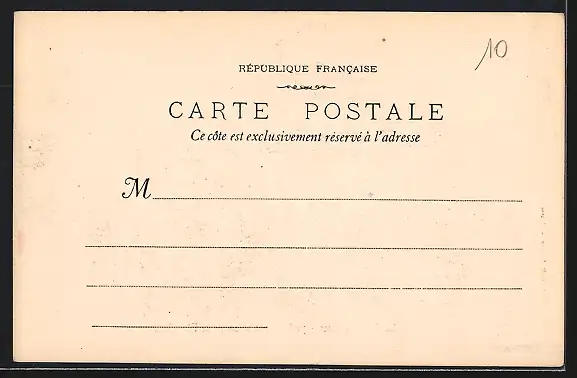 10
RÉPUBLIQUE FRANÇAISE
CARTE POSTALE
Ce côte est exclusivement réservé à l'adresse
M